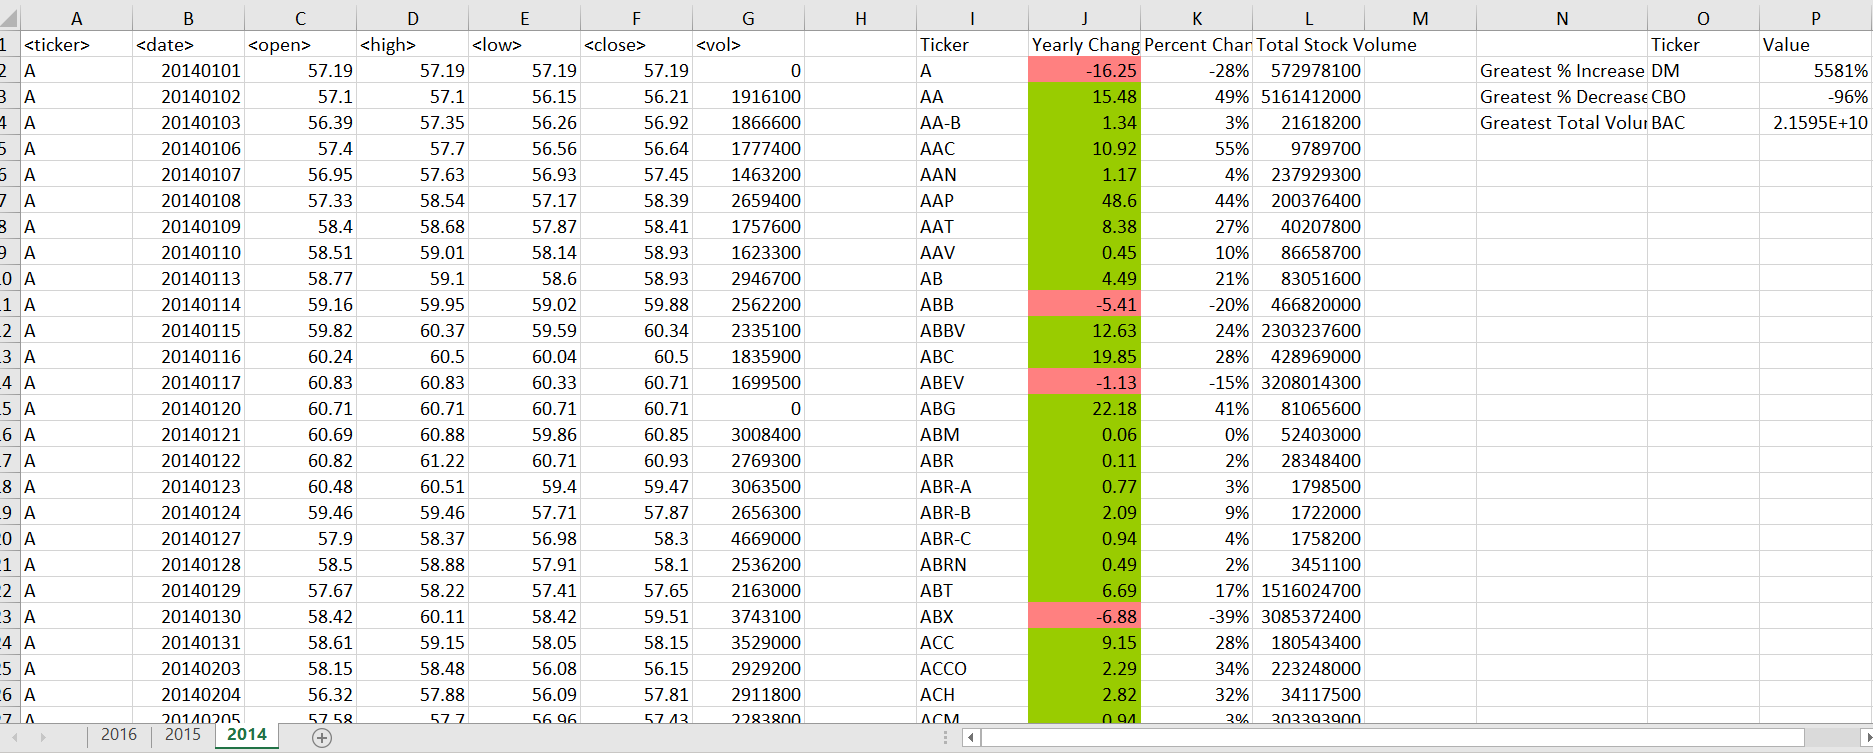 A B C D E F G H I J K L M N O P
1 <ticker> <date> <open> <high> <low> <close> <vol> Ticker Yearly Chang Percent Chan Total Stock Volume Ticker Value
2 A 20140101 57.19 57.19 57.19 57.19 0 A -16.25 -28% 572978100 Greatest % Increase DM 5581%
3 A 20140102 57.1 57.1 56.15 56.21 1916100 AA 15.48 49% 5161412000 Greatest % Decrease CBO -96%
4 A 20140103 56.39 57.35 56.26 56.92 1866600 AA-B 1.34 3% 21618200 Greatest Total Volur BAC 2.1595E+10
5 A 20140106 57.4 57.7 56.56 56.64 1777400 AAC 10.92 55% 9789700
6 A 20140107 56.95 57.63 56.93 57.45 1463200 AAN 1.17 4% 237929300
7 A 20140108 57.33 58.54 57.17 58.39 2659400 AAP 48.6 44% 200376400
8 A 20140109 58.4 58.68 57.87 58.41 1757600 AAT 8.38 27% 40207800
9 A 20140110 58.51 59.01 58.14 58.93 1623300 AAV 0.45 10% 86658700
0 A 20140113 58.77 59.1 58.6 58.93 2946700 AB 4.49 21% 83051600
1 A 20140114 59.16 59.95 59.02 59.88 2562200 ABB -5.41 -20% 466820000
2 A 20140115 59.82 60.37 59.59 60.34 2335100 ABBV 12.63 24% 2303237600
3 A 20140116 60.24 60.5 60.04 60.5 1835900 ABC 19.85 28% 428969000
4 A 20140117 60.83 60.83 60.33 60.71 1699500 ABEV -1.13 -15% 3208014300
5 A 20140120 60.71 60.71 60.71 60.71 0 ABG 22.18 41% 81065600
6 A 20140121 60.69 60.88 59.86 60.85 3008400 ABM 0.06 0% 52403000
7 A 20140122 60.82 61.22 60.71 60.93 2769300 ABR 0.11 2% 28348400
8 A 20140123 60.48 60.51 59.4 59.47 3063500 ABR-A 0.77 3% 1798500
9 A 20140124 59.46 59.46 57.71 57.87 2656300 ABR-B 2.09 9% 1722000
0 A 20140127 57.9 58.37 56.98 58.3 4669000 ABR-C 0.94 4% 1758200
1 A 20140128 58.5 58.88 57.91 58.1 2536200 ABRN 0.49 2% 3451100
2 A 20140129 57.67 58.22 57.41 57.65 2163000 ABT 6.69 17% 1516024700
3 A 20140130 58.42 60.11 58.42 59.51 3743100 ABX -6.88 -39% 3085372400
4 A 20140131 58.61 59.15 58.05 58.15 3529000 ACC 9.15 28% 180543400
5 A 20140203 58.15 58.48 56.08 56.15 2929200 ACCO 2.29 34% 223248000
6 A 20140204 56.32 57.88 56.09 57.81 2911800 ACH 2.82 32% 34117500
7 A 20140205 57.58 57.7 56.96 57.43 2283800 ACM 0.94 3% 303393900
2016 2015 2014